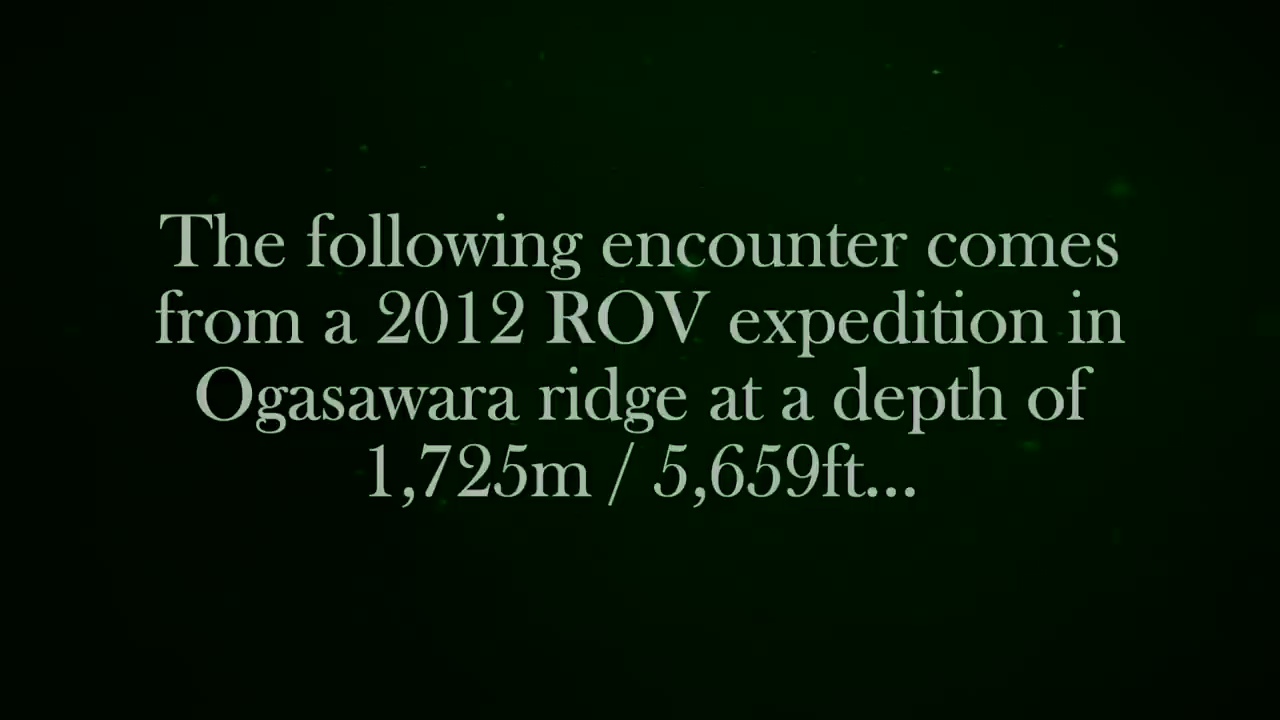 The following encounter comes
from a 2012 ROV expedition in
Ogasawara ridge at a depth of
1,725m / 5,659ft...